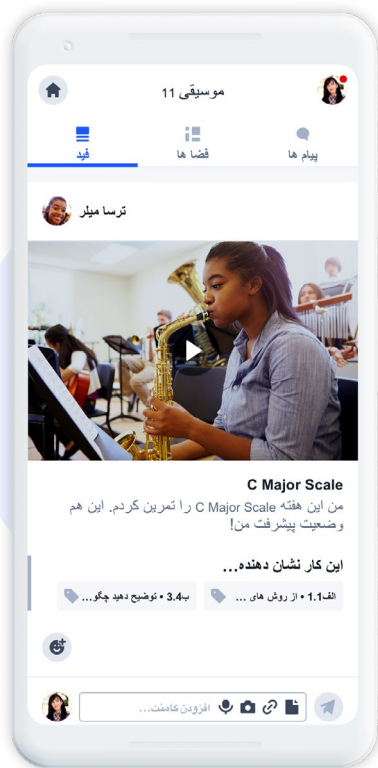 موسیقی 11
فید
فضا ها
پیام ها
ترسا میلر
C Major Scale
من این هفته C Major Scale را تمرین کردم. این هم
وضعیت پیشرفت من!
این کار نشان دهنده...
الف1.1 • از روش های ...
ب3.4 • توضیح دهید چگو...
افزودن کامنت...